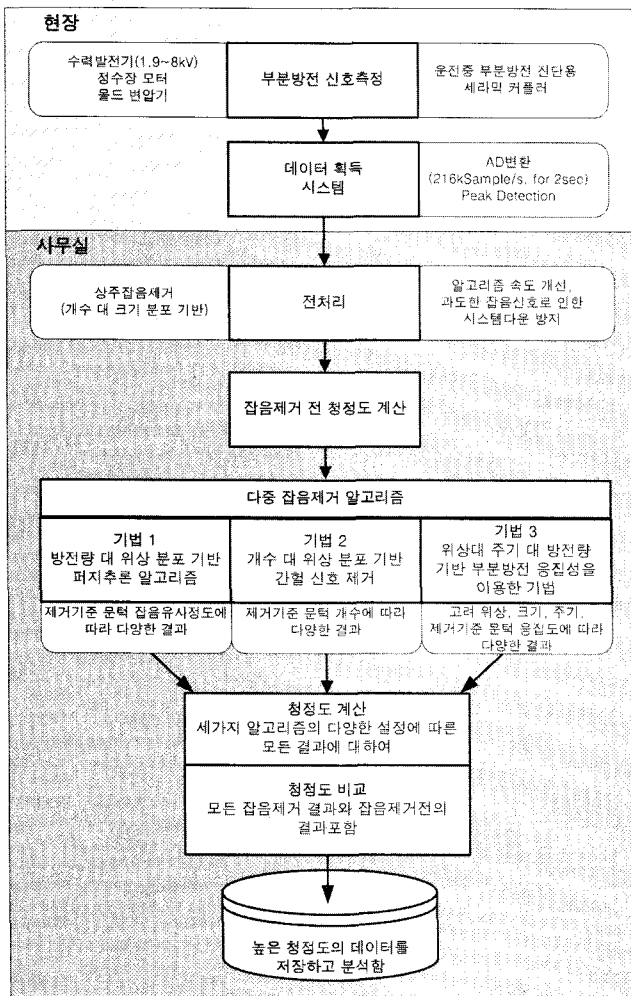 현장
수력발전기(1.9~8kV)
정수장 모터
몰드 변압기
부분방전 신호측정
운전중 부분방전 진단용
세라믹 커플러
데이터 획득
시스템
AD변환
(216kSample/s, for 2sec)
Peak Detection
사무실
상주잡음제거
(개수 대 크기 분포 기반)
전처리
알고리즘 속도 개선,
과도한 잡음신호로 인한
시스템다운 방지
잡음제거 전 청정도 계산
다중 잡음제거 알고리즘
기법 1
방전량 대 위상 분포 기반
퍼지추론 알고리즘
기법 2
개수 대 위상 분포 기반
간헐 신호 제거
기법 3
위상대 주기 대 방전량
기반 부분방전 응집성을
이용한 기법
제거기준 문턱 잡음유사정도에
따라 다양한 결과
제거기준 문턱 개수에 따라
다양한 결과
고려 위상, 크기, 주기,
제거기준 문턱 응집도에 따라
다양한 결과
청정도 계산
세가지 알고리즘의 다양한 설정에 따른
모든 결과에 대하여
청정도 비교
모든 잡음제거 결과와 잡음제거전의
결과포함
높은 청정도의 데이터를
저장하고 분석함